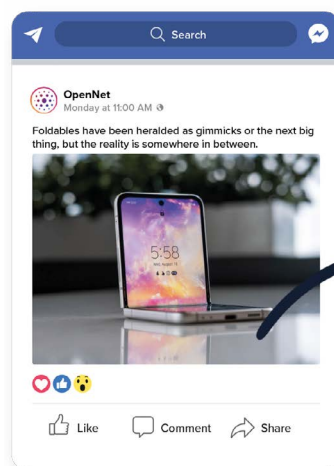 Search
OpenNet
Monday at 11:00 AM
Foldables have been heralded as gimmicks or the next big
thing, but the reality is somewhere in between.
5:58
Like
Comment
Share